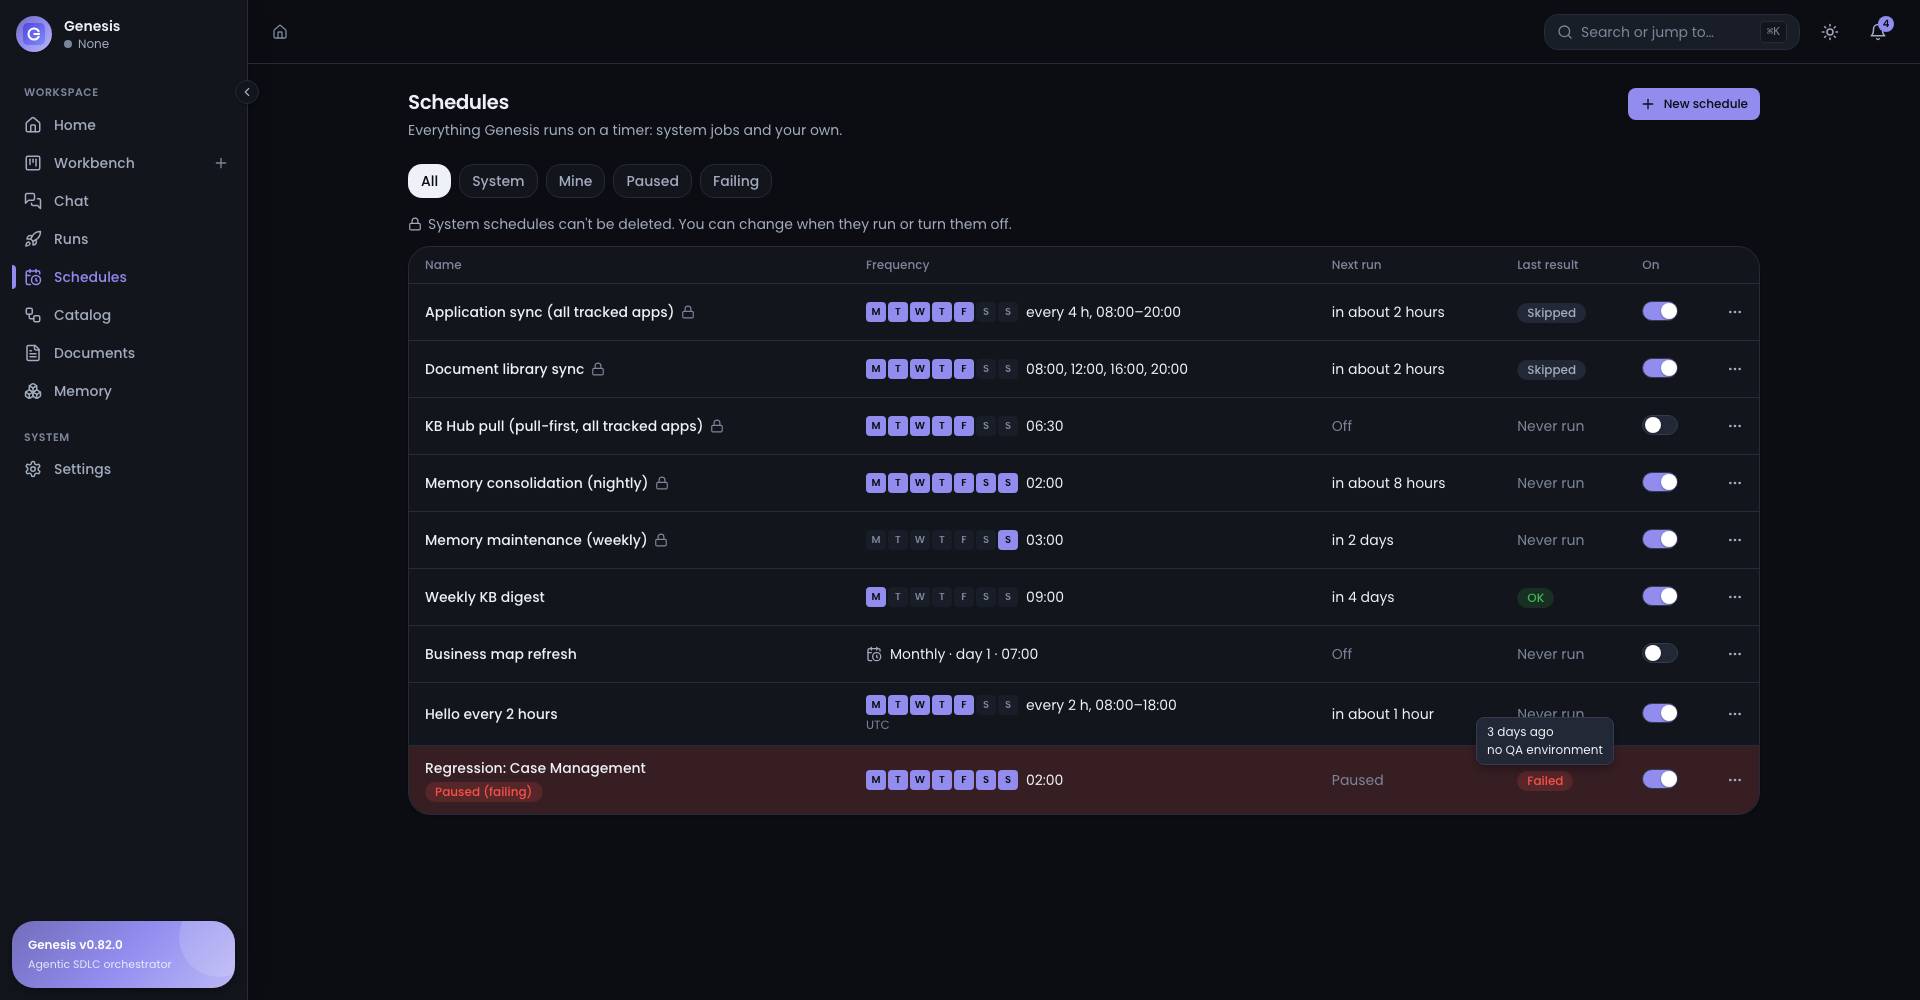 Genesis
None
Search or jump to...
⌘K
4
WORKSPACE
Home
Workbench
Chat
Runs
Schedules
Catalog
Documents
Memory
SYSTEM
Settings
Genesis v0.82.0
Agentic SDLC orchestrator
Schedules
Everything Genesis runs on a timer: system jobs and your own.
New schedule
All System Mine Paused Failing
System schedules can't be deleted. You can change when they run or turn them off.
Name Frequency Next run Last result On
Application sync (all tracked apps) M T W T F S S every 4 h, 08:00–20:00 in about 2 hours Skipped
Document library sync M T W T F S S 08:00, 12:00, 16:00, 20:00 in about 2 hours Skipped
KB Hub pull (pull-first, all tracked apps) M T W T F S S 06:30 Off Never run
Memory consolidation (nightly) M T W T F S S 02:00 in about 8 hours Never run
Memory maintenance (weekly) M T W T F S S 03:00 in 2 days Never run
Weekly KB digest M T W T F S S 09:00 in 4 days OK
Business map refresh Monthly · day 1 · 07:00 Off Never run
Hello every 2 hours M T W T F S S every 2 h, 08:00–18:00 in about 1 hour Never run
UTC
3 days ago
no QA environment
Regression: Case Management M T W T F S S 02:00 Paused Failed
Paused (failing)